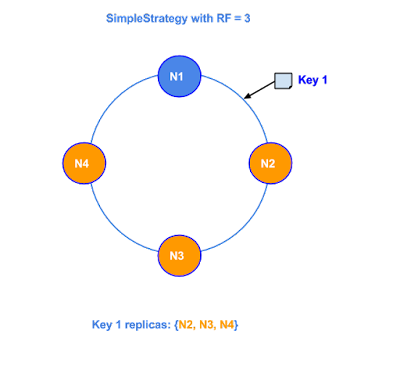 SimpleStrategy with RF = 3
N1
Key 1
N4
N2
N3
Key 1 replicas: {N2, N3, N4}